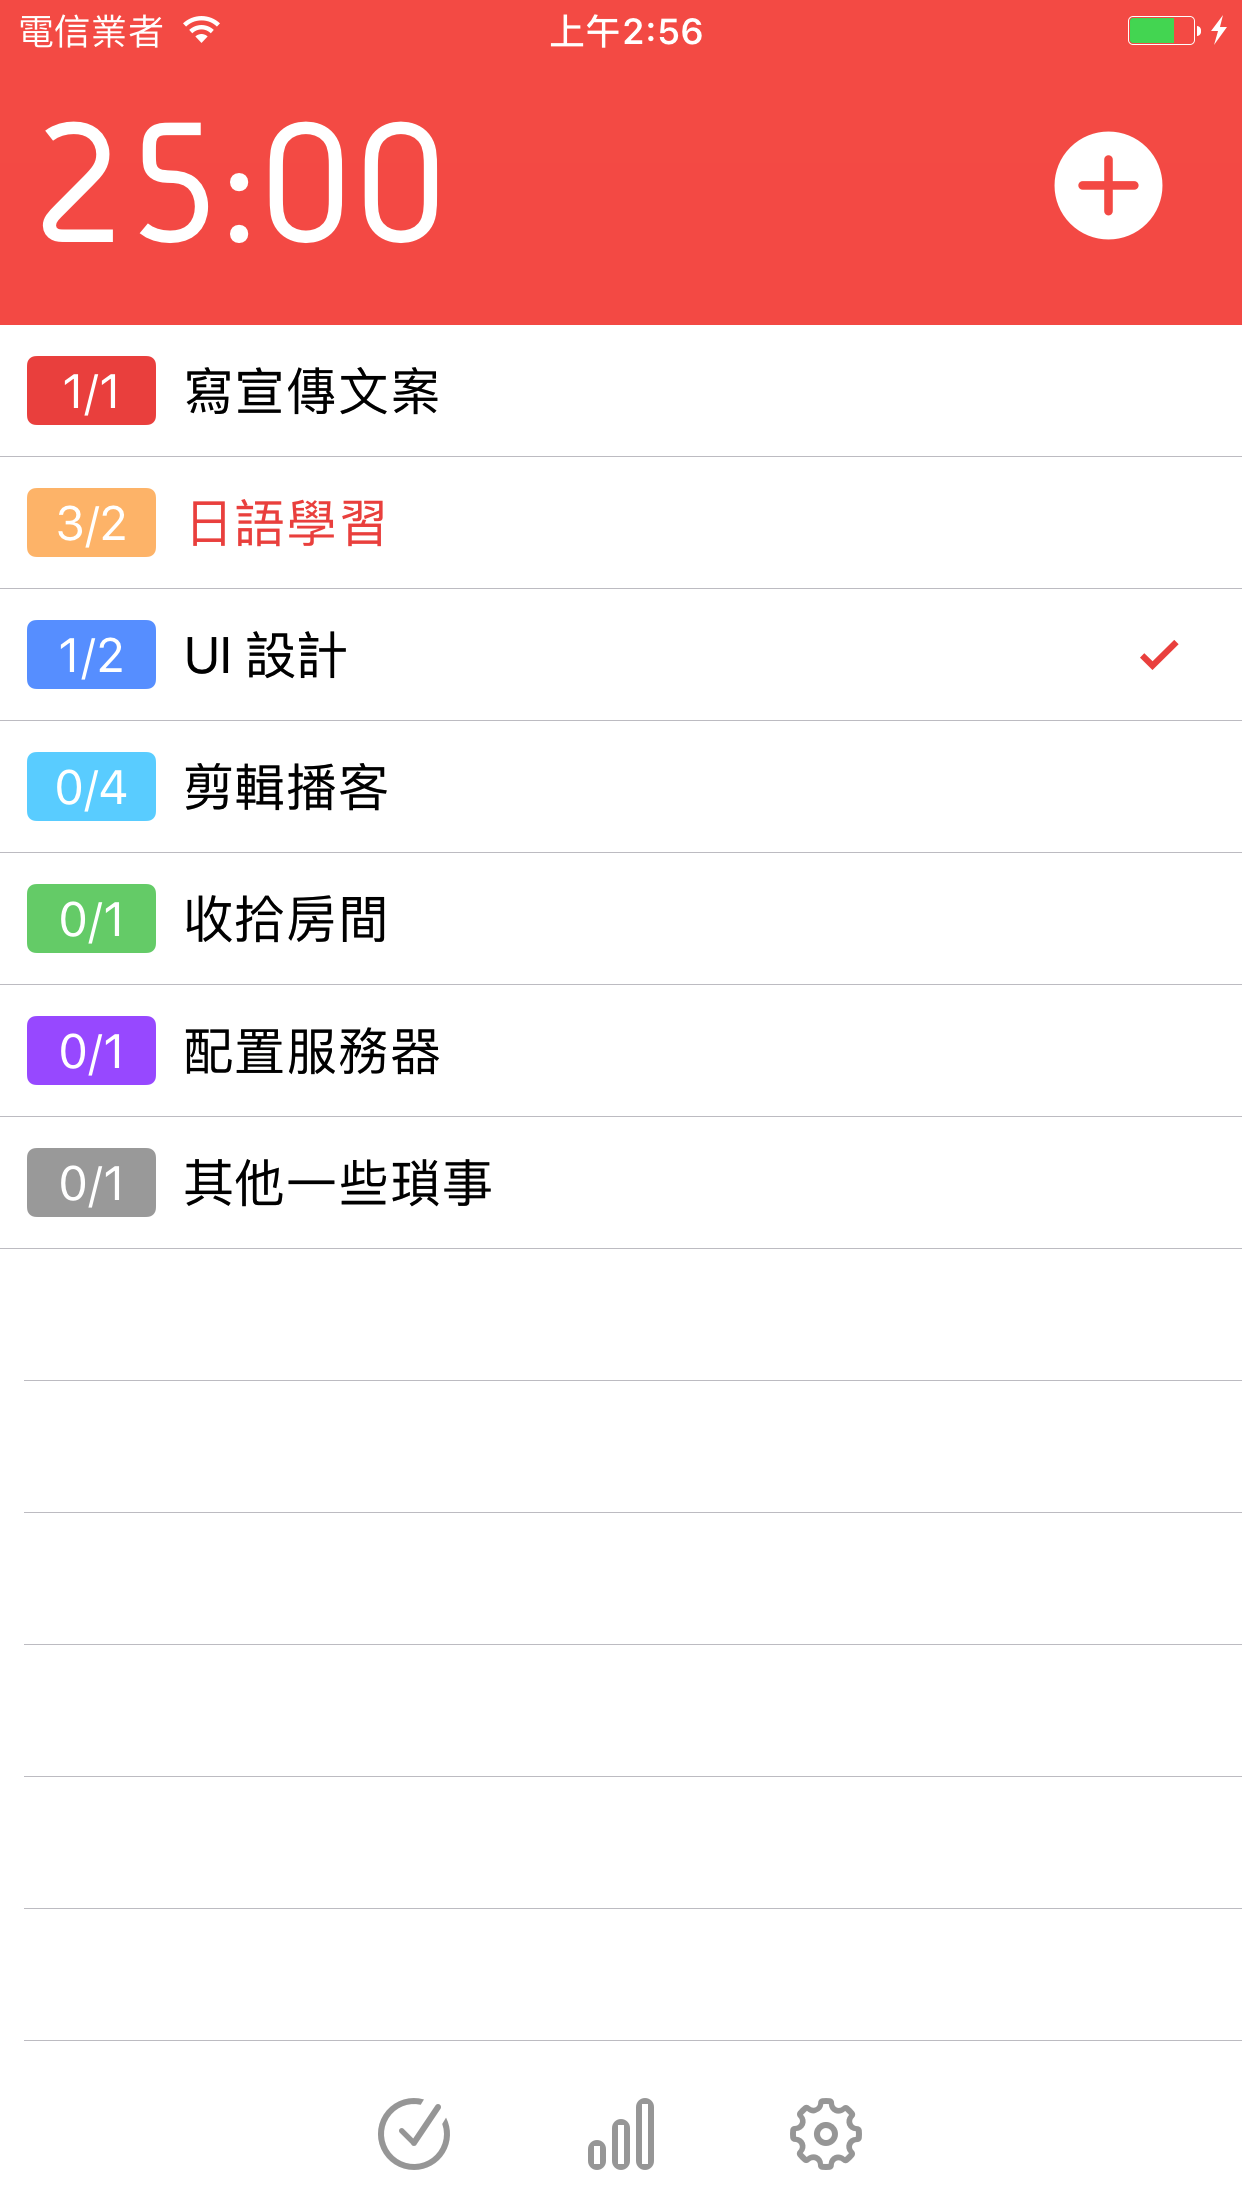 電信業者 上午2:56
25:00
1/1 寫宣傳文案
3/2 日語學習
1/2 UI 設計
0/4 剪輯播客
0/1 收拾房間
0/1 配置服務器
0/1 其他一些瑣事